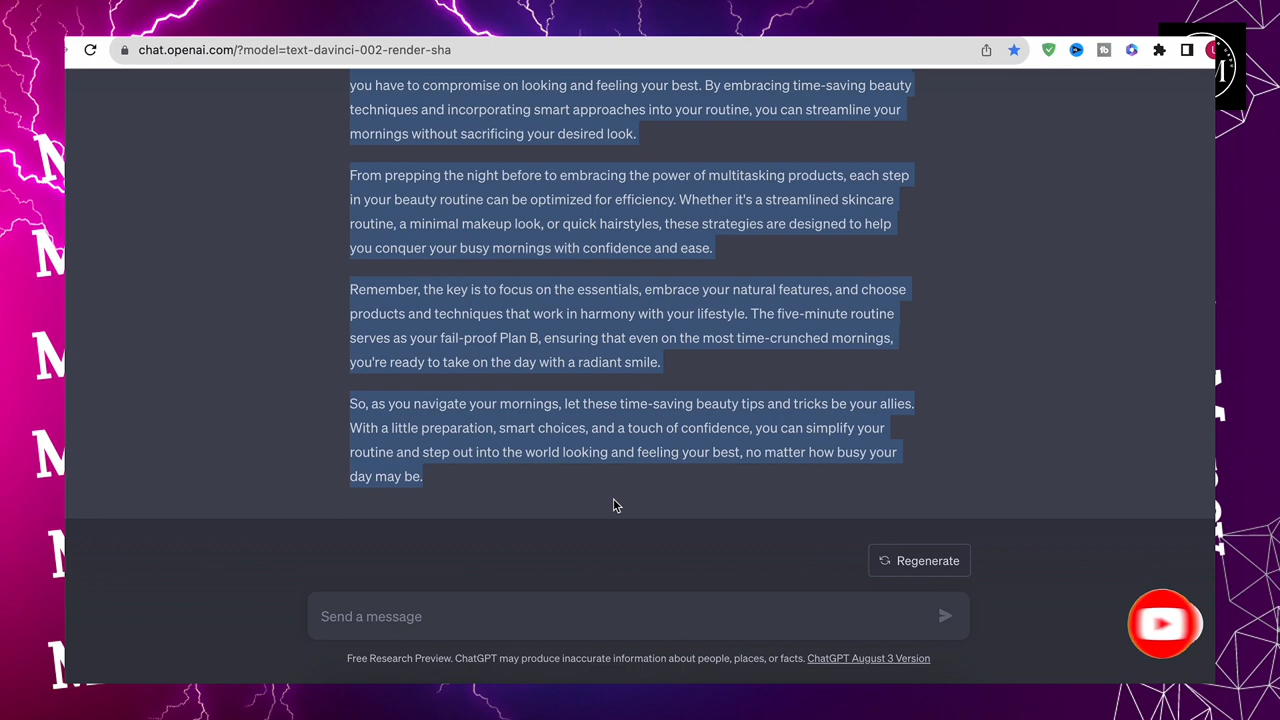 chat.openai.com/?model=text-davinci-002-render-sha
you have to compromise on looking and feeling your best. By embracing time-saving beauty
techniques and incorporating smart approaches into your routine, you can streamline your
mornings without sacrificing your desired look.
From prepping the night before to embracing the power of multitasking products, each step
in your beauty routine can be optimized for efficiency. Whether it's a streamlined skincare
routine, a minimal makeup look, or quick hairstyles, these strategies are designed to help
you conquer your busy mornings with confidence and ease.
Remember, the key is to focus on the essentials, embrace your natural features, and choose
products and techniques that work in harmony with your lifestyle. The five-minute routine
serves as your fail-proof Plan B, ensuring that even on the most time-crunched mornings,
you're ready to take on the day with a radiant smile.
So, as you navigate your mornings, let these time-saving beauty tips and tricks be your allies.
With a little preparation, smart choices, and a touch of confidence, you can simplify your
routine and step out into the world looking and feeling your best, no matter how busy your
day may be.
Regenerate
Send a message
Free Research Preview. ChatGPT may produce inaccurate information about people, places, or facts. ChatGPT August 3 Version